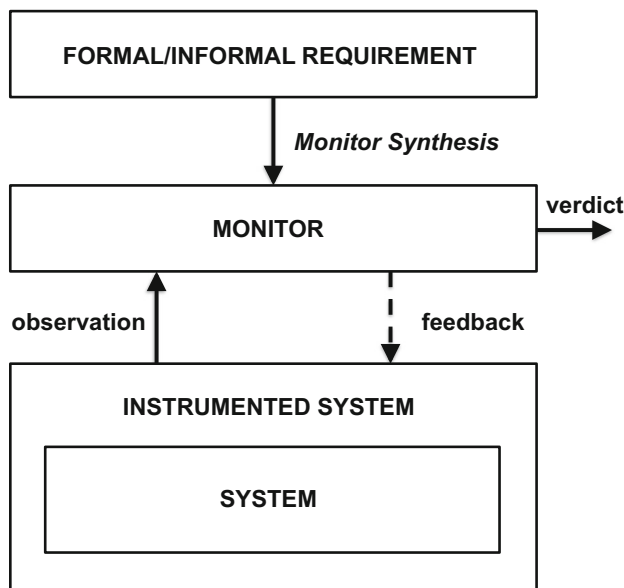 FORMAL/INFORMAL REQUIREMENT
Monitor Synthesis
verdict
MONITOR
observation
feedback
INSTRUMENTED SYSTEM
SYSTEM